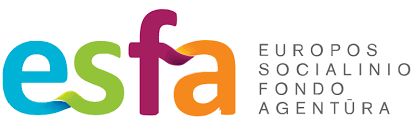 esfa
EUROPOS
SOCIALINIO
FONDO
AGENTŪRA